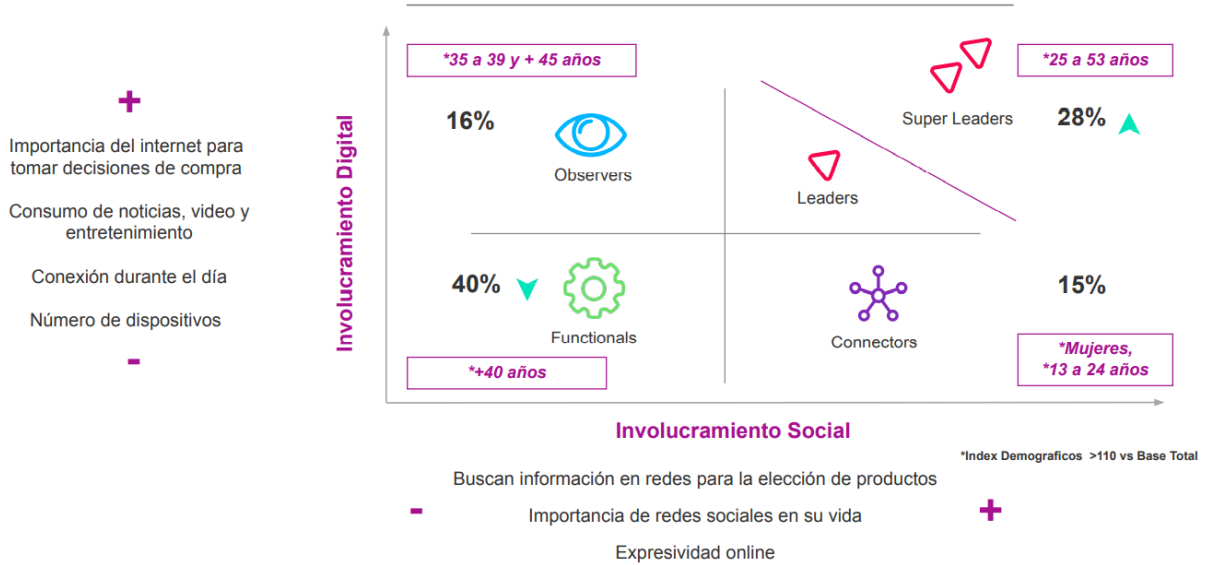 +
Importancia del internet para
tomar decisiones de compra
Consumo de noticias, video y
entretenimiento
Conexión durante el día
Número de dispositivos
-
Involucramiento Digital
*35 a 39 y + 45 años
16%
Observers
*25 a 53 años
Super Leaders
28%
Leaders
40%
Functionals
*+40 años
Connectors
15%
*Mujeres,
*13 a 24 años
Involucramiento Social
*Index Demograficos >110 vs Base Total
Buscan información en redes para la elección de productos
-
Importancia de redes sociales en su vida
+
Expresividad online